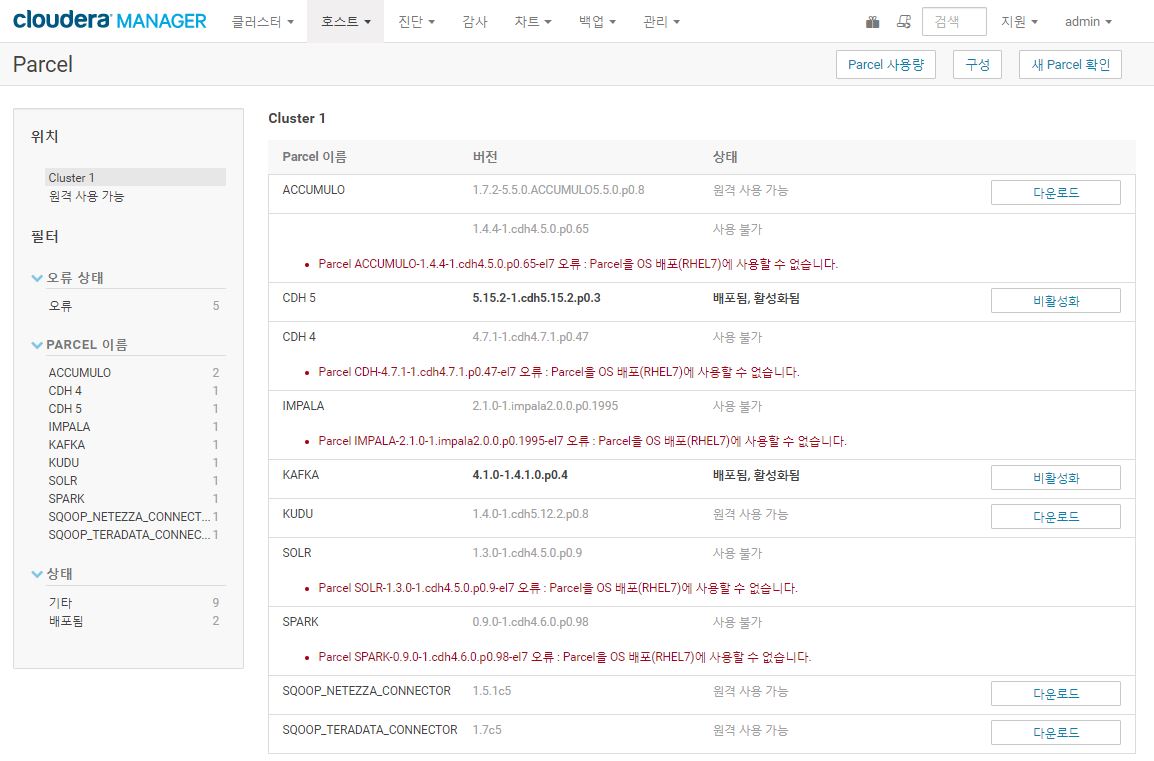 cloudera MANAGER 클러스터 호스트 진단 감사 차트 백업 관리 검색 지원 admin
Parcel Parcel 사용량 구성 새 Parcel 확인
위치
Cluster 1
원격 사용 가능
필터
오류 상태
오류 5
PARCEL 이름
ACCUMULO 2
CDH 4 1
CDH 5 1
IMPALA 1
KAFKA 1
KUDU 1
SOLR 1
SPARK 1
SQOOP_NETEZZA_CONNECT... 1
SQOOP_TERADATA_CONNEC... 1
상태
기타 9
배포됨 2
Cluster 1
Parcel 이름 버전 상태
ACCUMULO 1.7.2-5.5.0.ACCUMULO5.5.0.p0.8 원격 사용 가능 다운로드
1.4.4-1.cdh4.5.0.p0.65 사용 불가
Parcel ACCUMULO-1.4.4-1.cdh4.5.0.p0.65-el7 오류 : Parcel을 OS 배포(RHEL7)에 사용할 수 없습니다.
CDH 5 5.15.2-1.cdh5.15.2.p0.3 배포됨, 활성화됨 비활성화
CDH 4 4.7.1-1.cdh4.7.1.p0.47 사용 불가
Parcel CDH-4.7.1-1.cdh4.7.1.p0.47-el7 오류 : Parcel을 OS 배포(RHEL7)에 사용할 수 없습니다.
IMPALA 2.1.0-1.impala2.0.0.p0.1995 사용 불가
Parcel IMPALA-2.1.0-1.impala2.0.0.p0.1995-el7 오류 : Parcel을 OS 배포(RHEL7)에 사용할 수 없습니다.
KAFKA 4.1.0-1.4.1.0.p0.4 배포됨, 활성화됨 비활성화
KUDU 1.4.0-1.cdh5.12.2.p0.8 원격 사용 가능 다운로드
SOLR 1.3.0-1.cdh4.5.0.p0.9 사용 불가
Parcel SOLR-1.3.0-1.cdh4.5.0.p0.9-el7 오류 : Parcel을 OS 배포(RHEL7)에 사용할 수 없습니다.
SPARK 0.9.0-1.cdh4.6.0.p0.98 사용 불가
Parcel SPARK-0.9.0-1.cdh4.6.0.p0.98-el7 오류 : Parcel을 OS 배포(RHEL7)에 사용할 수 없습니다.
SQOOP_NETEZZA_CONNECTOR 1.5.1c5 원격 사용 가능 다운로드
SQOOP_TERADATA_CONNECTOR 1.7c5 원격 사용 가능 다운로드